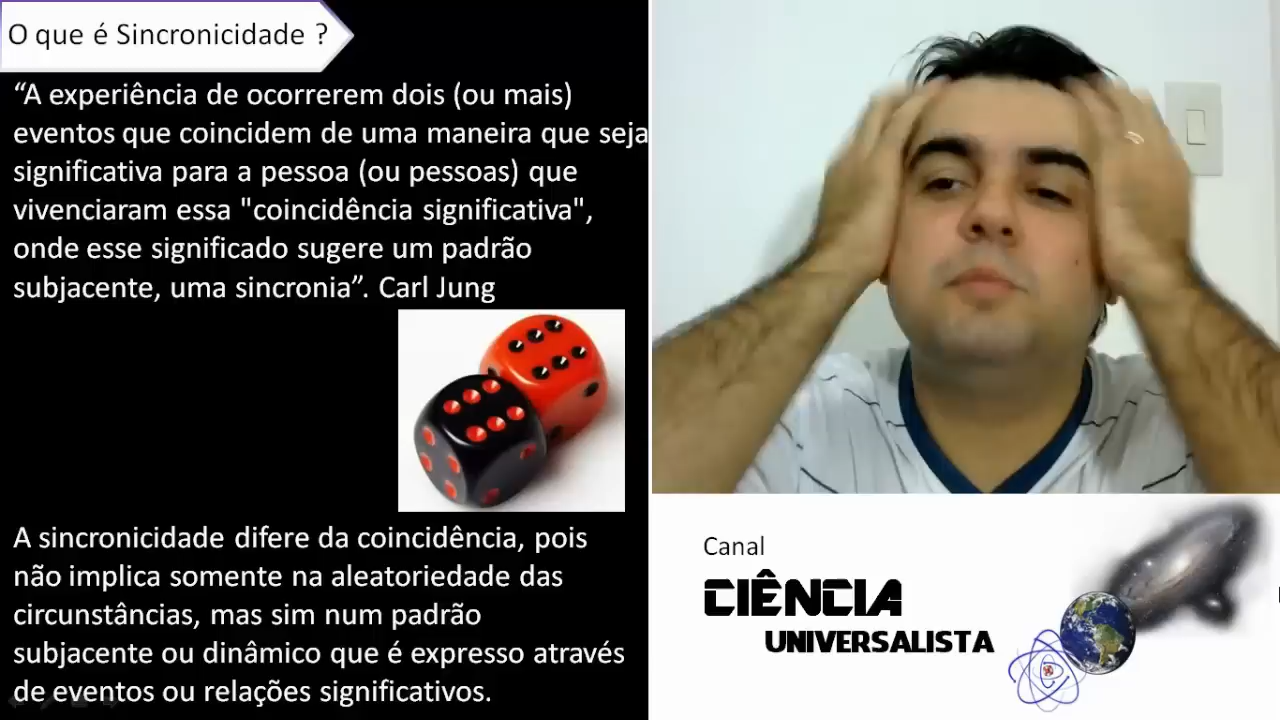 O que é Sincronicidade ?
“A experiência de ocorrerem dois (ou mais)
eventos que coincidem de uma maneira que seja
significativa para a pessoa (ou pessoas) que
vivenciaram essa "coincidência significativa",
onde esse significado sugere um padrão
subjacente, uma sincronia”. Carl Jung
A sincronicidade difere da coincidência, pois
não implica somente na aleatoriedade das
circunstâncias, mas sim num padrão
subjacente ou dinâmico que é expresso através
de eventos ou relações significativos.
Canal
CIÊNCIA
UNIVERSALISTA